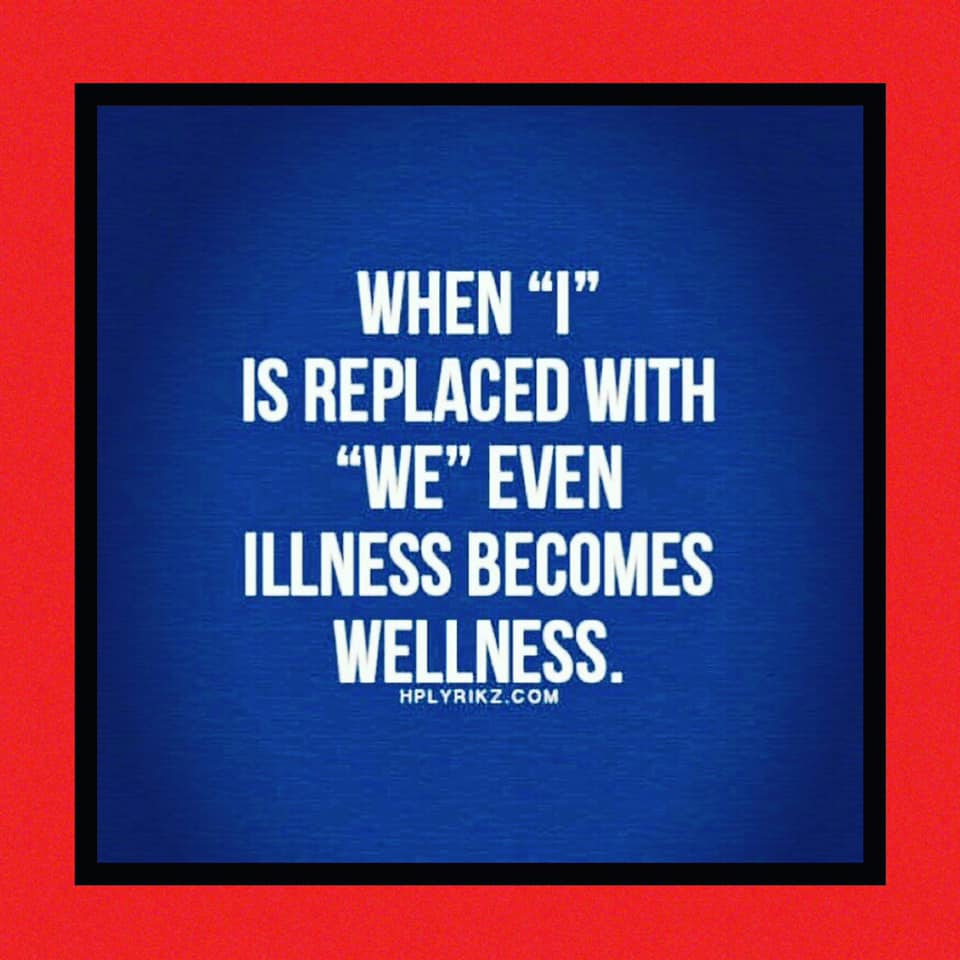 WHEN “I”
IS REPLACED WITH
“WE” EVEN
ILLNESS BECOMES
WELLNESS.
HPLYRIKZ.COM